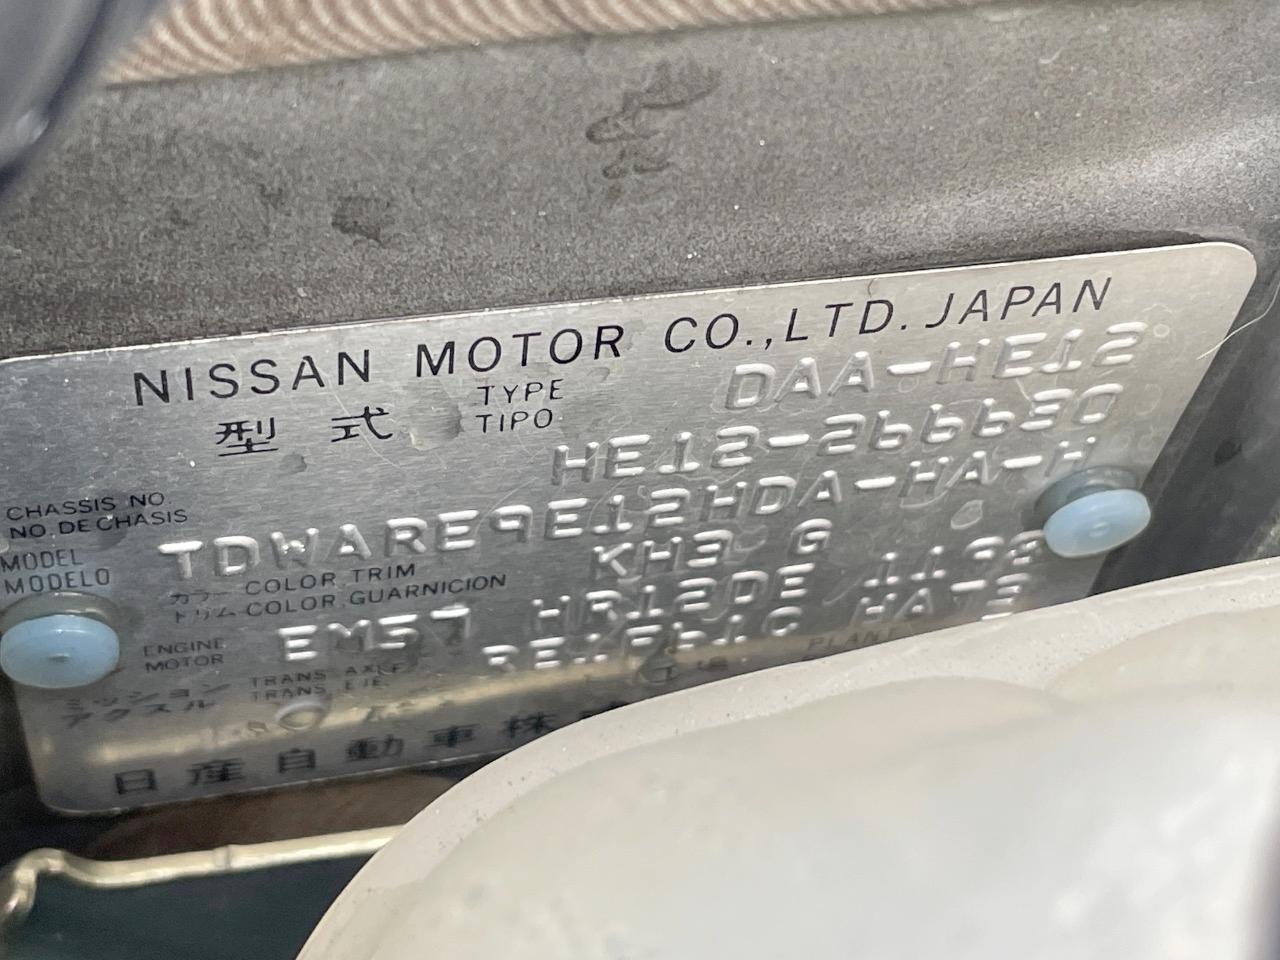 NISSAN MOTOR CO.,LTD. JAPAN
型式 TYPE TIPO DAA-HE12
CHASSIS NO. NO. DE CHASIS HE12-266630
MODEL MODELO TDWARE9E12HDA-HA-H
カラー トリム COLOR, TRIM COLOR, GUARNICION KH3 G
ENGINE MOTOR EM57 HR12DE
ミッション アクスル TRANS. AXLE TRANS. EJE
PLANT
日産自動車株